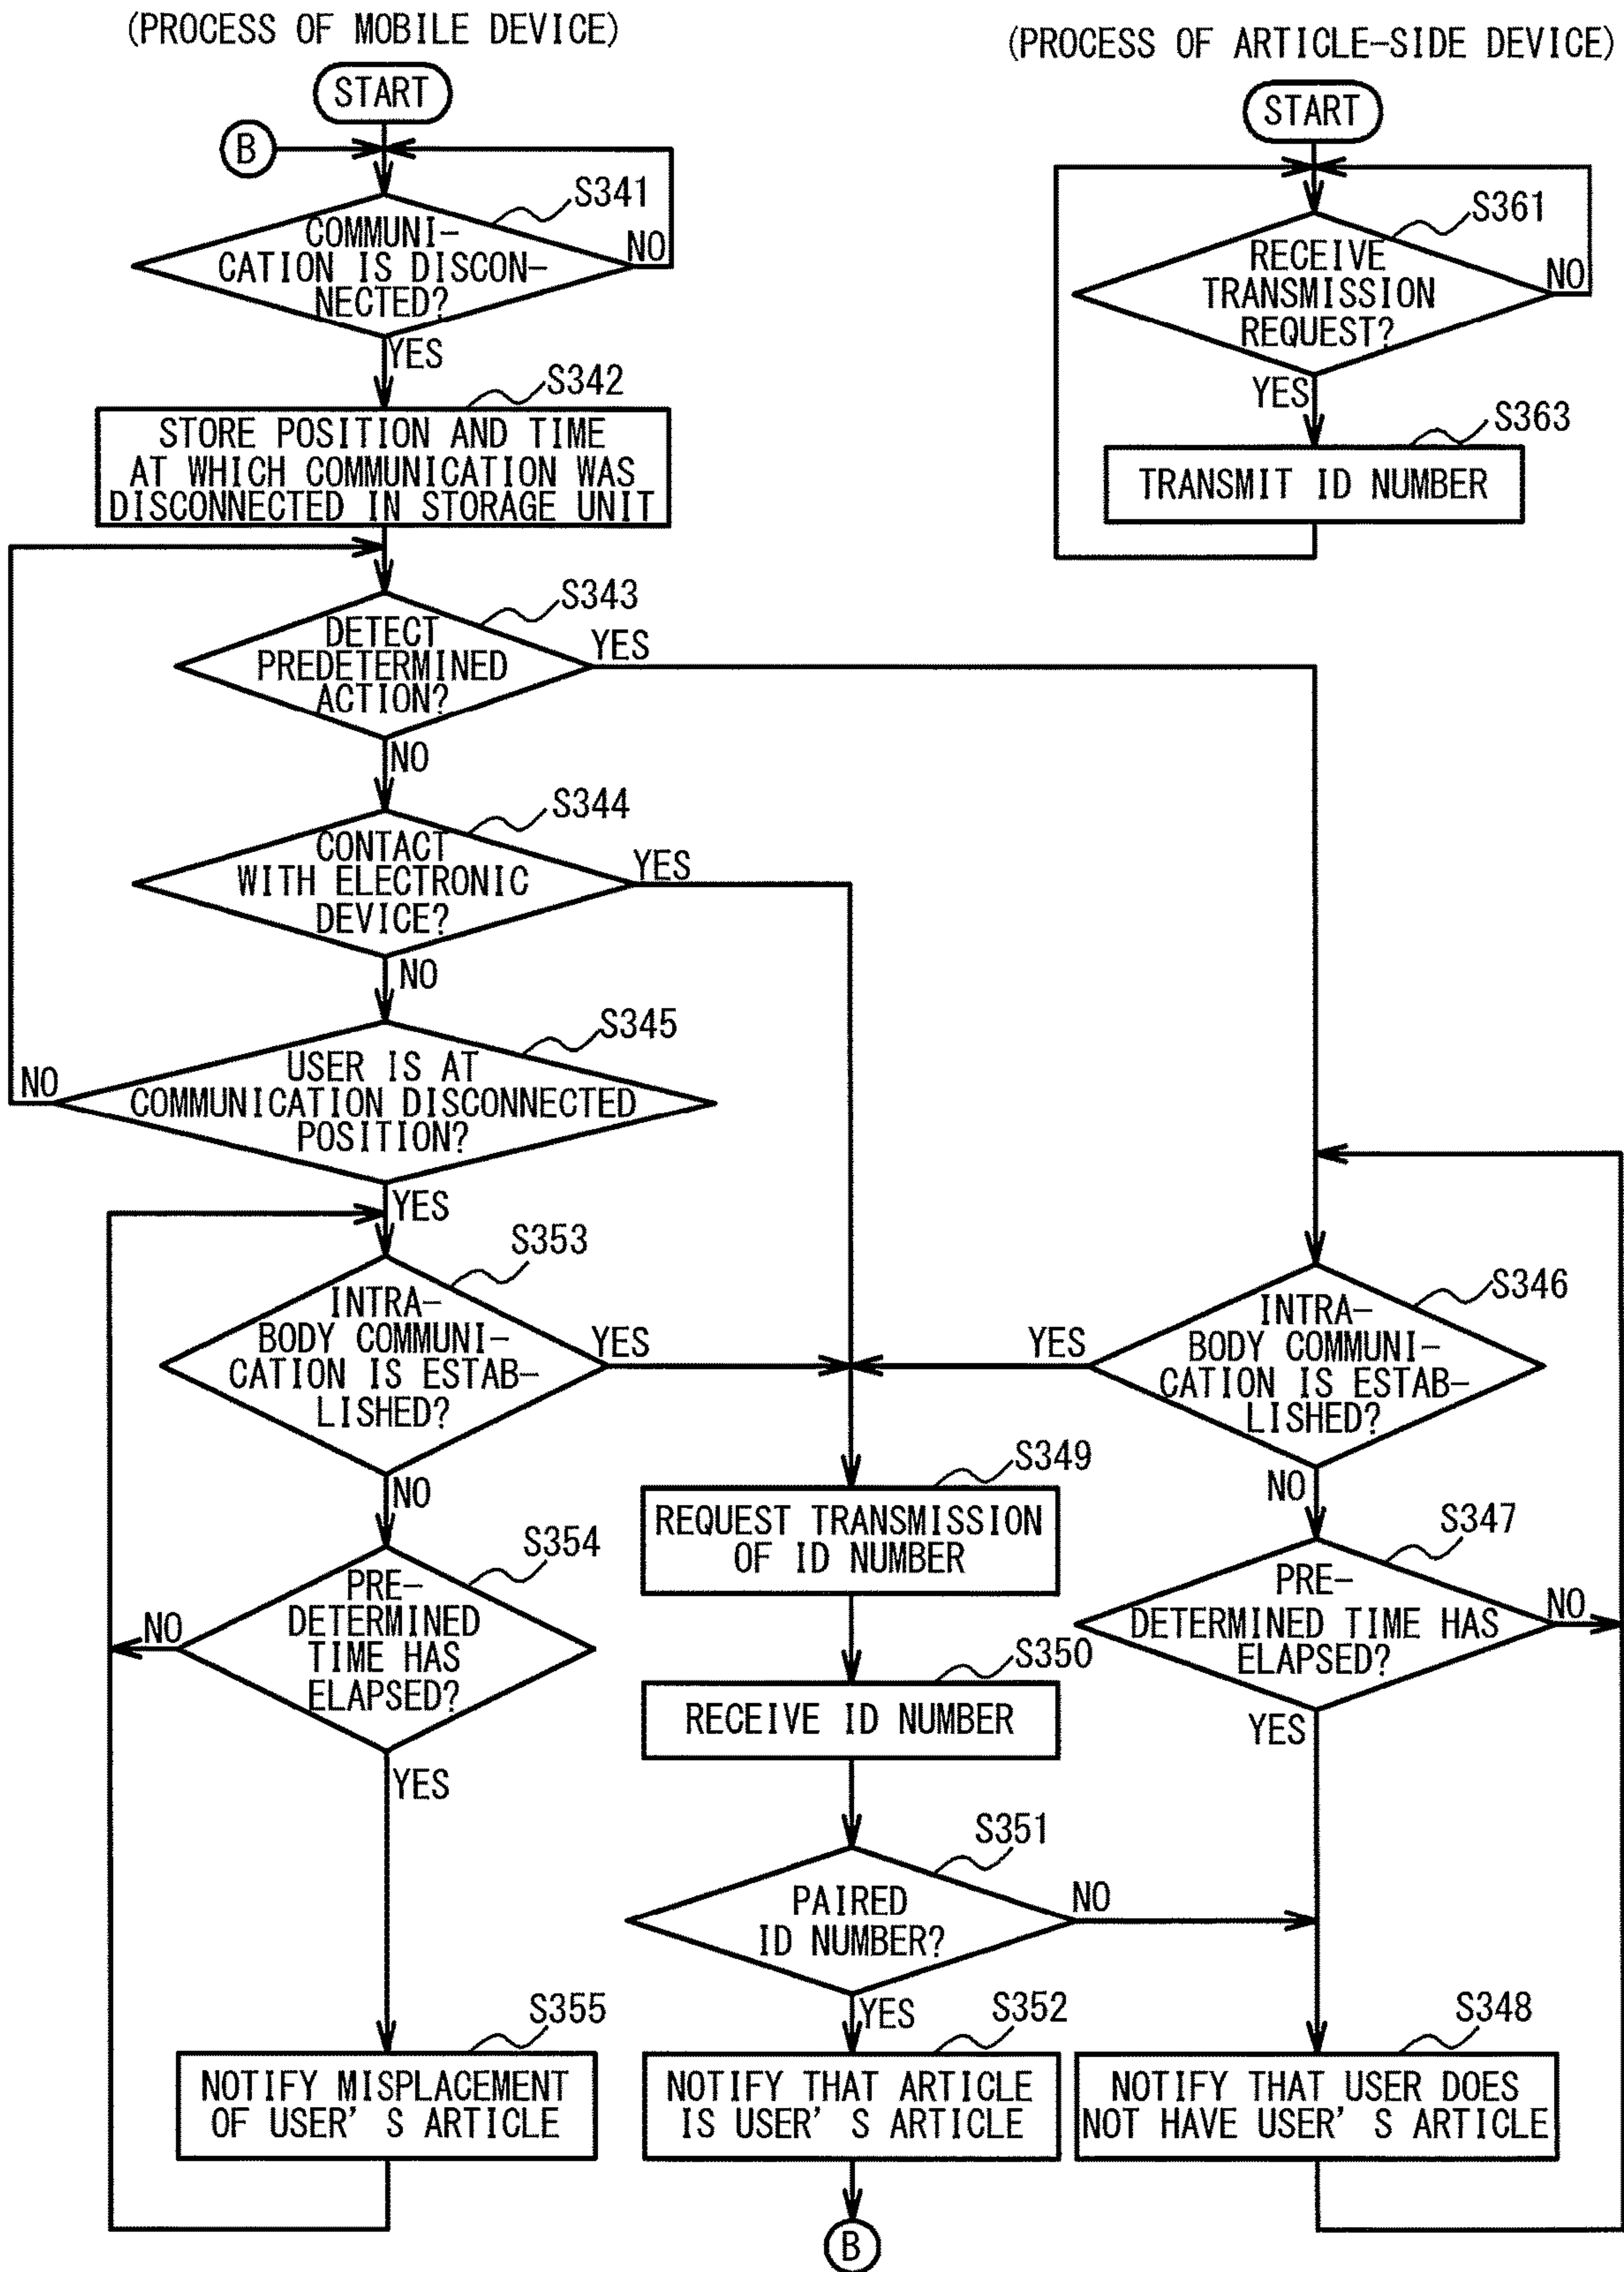 (PROCESS OF MOBILE DEVICE)
START
B
S341
COMMUNI-
CATION IS DISCON-
NECTED?
NO
YES
S342
STORE POSITION AND TIME
AT WHICH COMMUNICATION WAS
DISCONNECTED IN STORAGE UNIT
S343
DETECT
PREDETERMINED
ACTION?
YES
NO
S344
CONTACT
WITH ELECTRONIC
DEVICE?
YES
NO
S345
USER IS AT
COMMUNICATION DISCONNECTED
POSITION?
NO
YES
S353
INTRA-
BODY COMMUNI-
CATION IS ESTAB-
LISHED?
YES
NO
S354
PRE-
DETERMINED
TIME HAS
ELAPSED?
NO
YES
S355
NOTIFY MISPLACEMENT
OF USER' S ARTICLE
S349
REQUEST TRANSMISSION
OF ID NUMBER
S350
RECEIVE ID NUMBER
S351
PAIRED
ID NUMBER?
NO
YES
S352
NOTIFY THAT ARTICLE
IS USER' S ARTICLE
B
S346
INTRA-
BODY COMMUNI-
CATION IS ESTAB-
LISHED?
YES
NO
S347
PRE-
DETERMINED TIME HAS
ELAPSED?
NO
YES
S348
NOTIFY THAT USER DOES
NOT HAVE USER' S ARTICLE
(PROCESS OF ARTICLE-SIDE DEVICE)
START
S361
RECEIVE
TRANSMISSION
REQUEST?
NO
YES
S363
TRANSMIT ID NUMBER